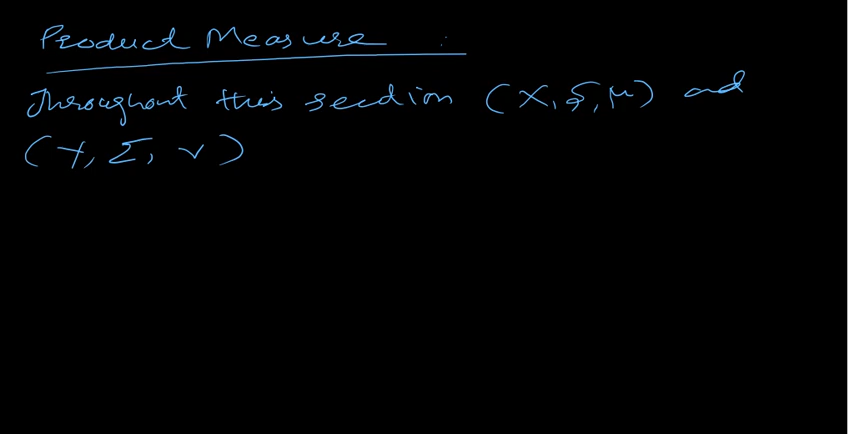 Product Measure
Throughout this section (X, S, μ) and
(Y, Σ, ν)